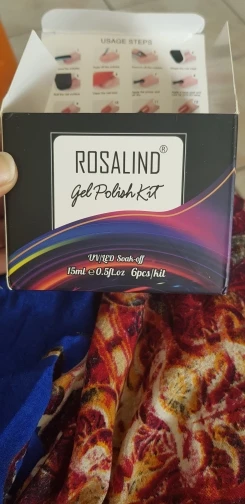 USAGE STEPS
ROSALIND®
Gel Polish Kit
UV/LED Soak-off
15ml ℮ 0.5fl.oz 6pcs/kit